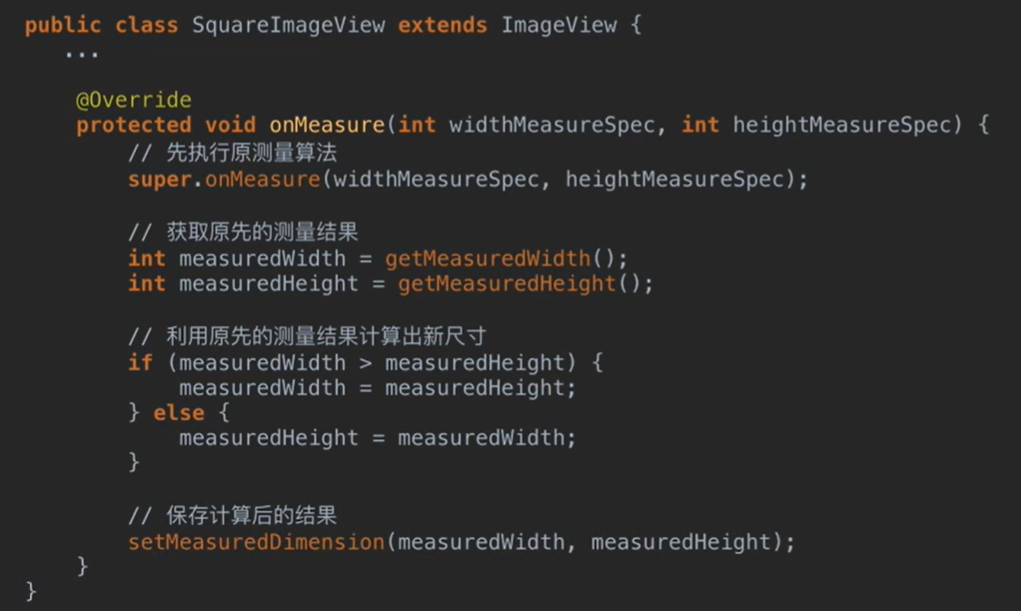 public class SquareImageView extends ImageView {
...
@Override
protected void onMeasure(int widthMeasureSpec, int heightMeasureSpec) {
// 先执行原测量算法
super.onMeasure(widthMeasureSpec, heightMeasureSpec);
// 获取原先的测量结果
int measuredWidth = getMeasuredWidth();
int measuredHeight = getMeasuredHeight();
// 利用原先的测量结果计算出新尺寸
if (measuredWidth > measuredHeight) {
measuredWidth = measuredHeight;
} else {
measuredHeight = measuredWidth;
}
// 保存计算后的结果
setMeasuredDimension(measuredWidth, measuredHeight);
}
}